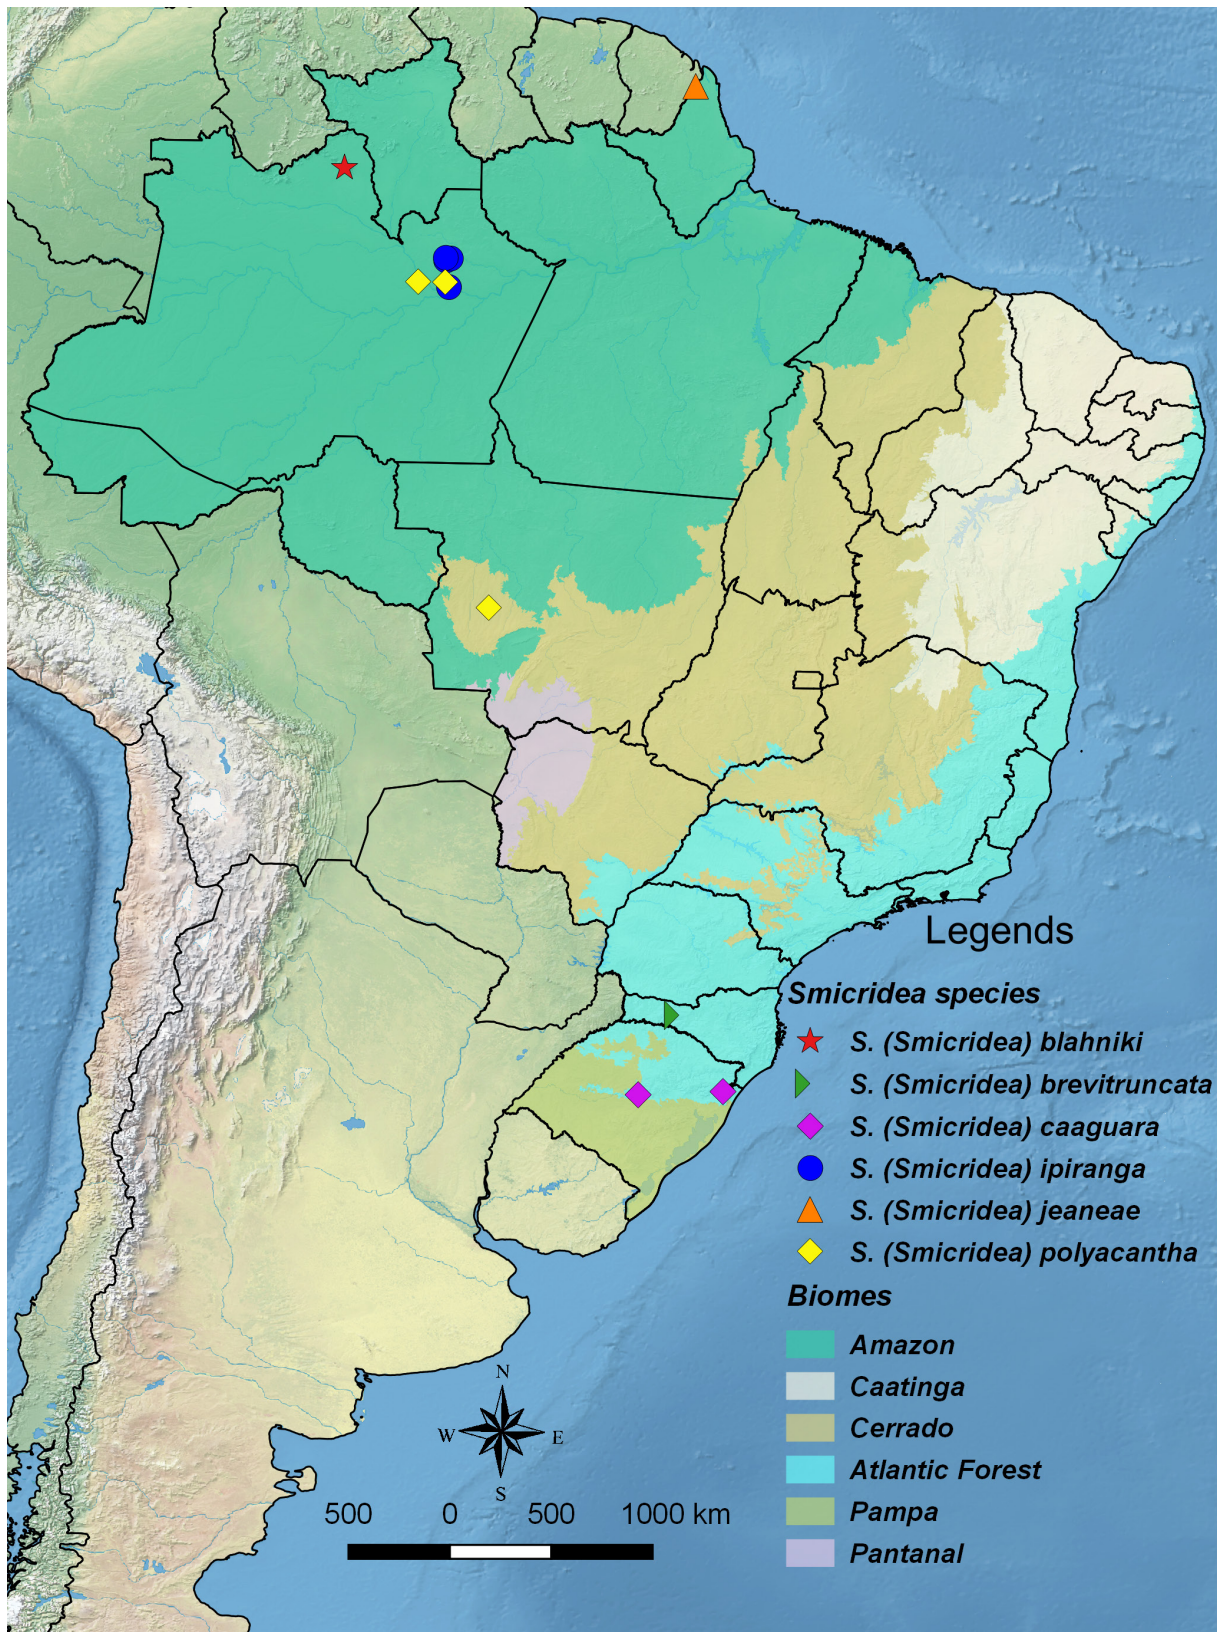 Legends
Smicridea species
S. (Smicridea) blahniki
S. (Smicridea) brevitruncata
S. (Smicridea) caaguara
S. (Smicridea) ipiranga
S. (Smicridea) jeaneae
S. (Smicridea) polyacantha
Biomes
Amazon
Caatinga
Cerrado
Atlantic Forest
Pampa
Pantanal
N
W E
S
500 0 500 1000 km